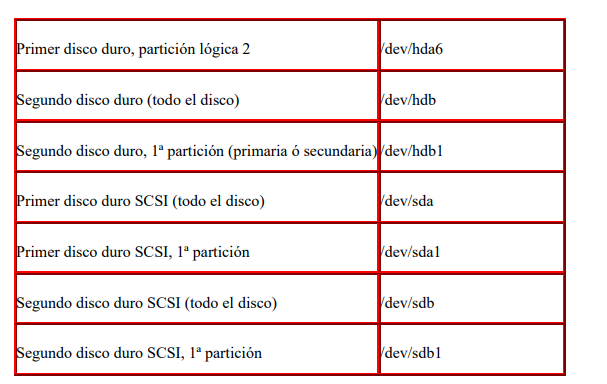 Primer disco duro, partición lógica 2 /dev/hda6
Segundo disco duro (todo el disco) /dev/hdb
Segundo disco duro, 1ª partición (primaria ó secundaria) /dev/hdb1
Primer disco duro SCSI (todo el disco) /dev/sda
Primer disco duro SCSI, 1ª partición /dev/sda1
Segundo disco duro SCSI (todo el disco) /dev/sdb
Segundo disco duro SCSI, 1ª partición /dev/sdb1